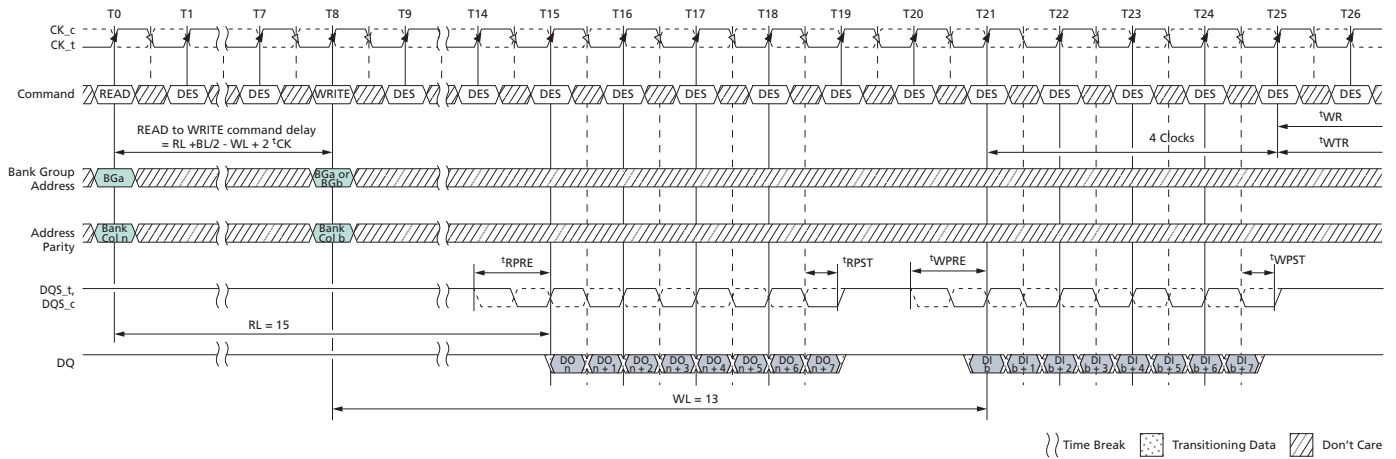 T0 T1 T7 T8 T9 T14 T15 T16 T17 T18 T19 T20 T21 T22 T23 T24 T25 T26
CK_c
CK_t
Command READ DES DES WRITE DES DES DES DES DES DES DES DES DES DES DES DES DES DES
READ to WRITE command delay
= RL +BL/2 - WL + 2 tCK
4 Clocks
tWR
tWTR
Bank Group
Address
BGa
BGa or
BGb
Address
Parity
Bank
Col n
Bank
Col b
tRPRE tRPST tWPRE tWPST
DQS_t,
DQS_c
RL = 15
DQ
DO
n
DO
n + 1
DO
n + 2
DO
n + 3
DO
n + 4
DO
n + 5
DO
n + 6
DO
n + 7
DI
b
DI
b + 1
DI
b + 2
DI
b + 3
DI
b + 4
DI
b + 5
DI
b + 6
DI
b + 7
WL = 13
Time Break Transitioning Data Don't Care